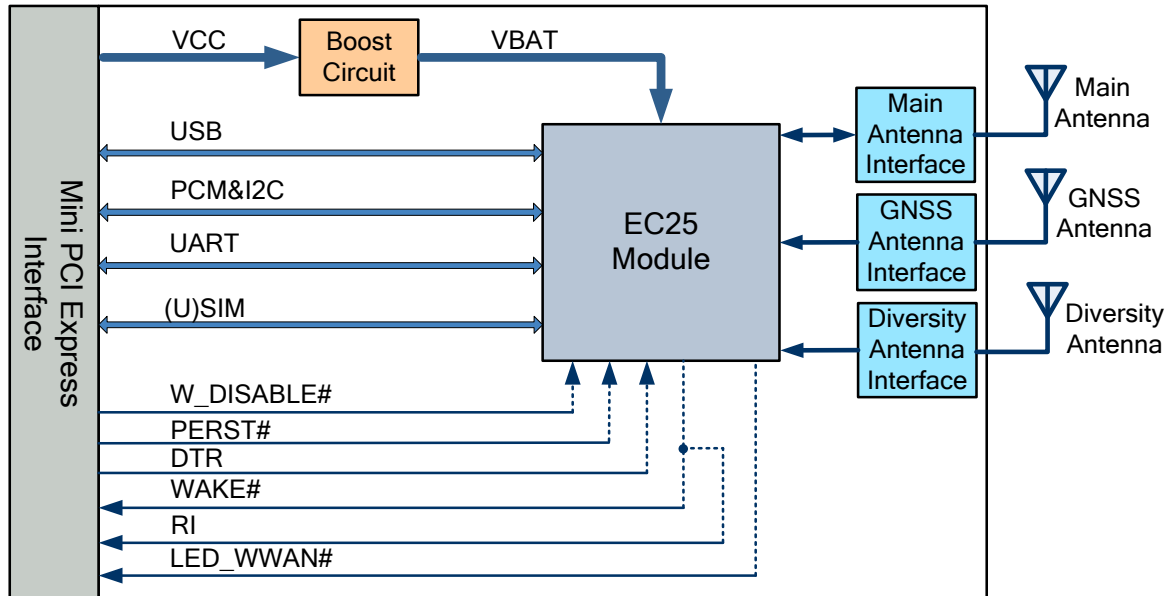 VCC
Boost
Circuit
VBAT
USB
PCM&I2C
UART
(U)SIM
W_DISABLE#
PERST#
DTR
WAKE#
RI
LED_WWAN#
Mini PCI Express
Interface
EC25
Module
Main
Antenna
Interface
Main
Antenna
GNSS
Antenna
Interface
GNSS
Antenna
Diversity
Antenna
Interface
Diversity
Antenna